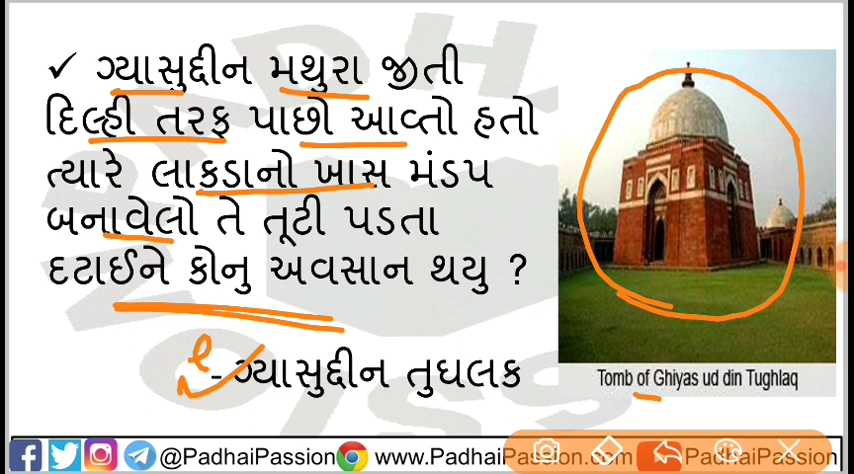 ✓ ગ્યાસુદ્દીન મથુરા જીતી
દિલ્હી તરફ પાછો આવ્તો હતો
ત્યારે લાકડાનો ખાસ મંડપ
બનાવેલો તે તૂટી પડતા
દટાઈને કોનુ અવસાન થયુ ?
- ગ્યાસુદ્દીન તુઘલક
Tomb of Ghiyas ud din Tughlaq
@PadhaiPassion www.PadhaiPassion.com PadhaiPassion